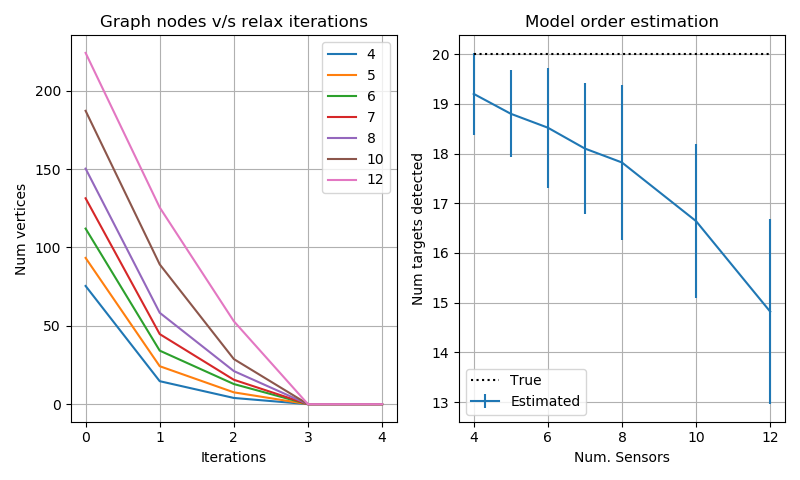 Graph nodes v/s relax iterations
Num vertices
200
150
100
50
0
0 1 2 3 4
Iterations
4
5
6
7
8
10
12
Model order estimation
Num targets detected
20
19
18
17
16
15
14
13
4 6 8 10 12
Num. Sensors
True
Estimated